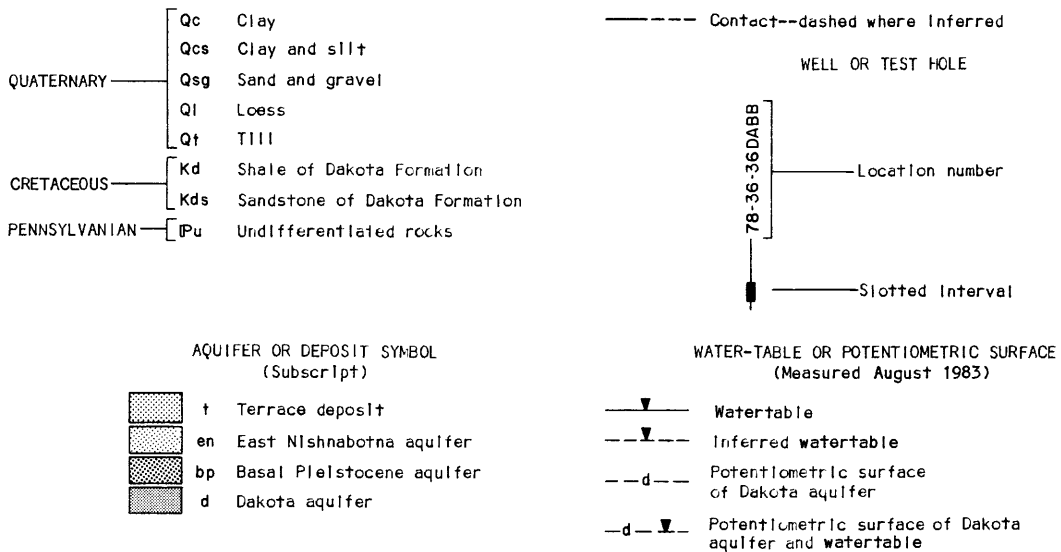 QUATERNARY
Qc Clay
Qcs Clay and silt
Qsg Sand and gravel
Ql Loess
Qt Till
CRETACEOUS
Kd Shale of Dakota Formation
Kds Sandstone of Dakota Formation
PENNSYLVANIAN
ℙu Undifferentiated rocks
Contact--dashed where inferred
WELL OR TEST HOLE
78-36-36DABB
Location number
Slotted interval
AQUIFER OR DEPOSIT SYMBOL
(Subscript)
t Terrace deposit
en East Nishnabotna aquifer
bp Basal Pleistocene aquifer
d Dakota aquifer
WATER-TABLE OR POTENTIOMETRIC SURFACE
(Measured August 1983)
Watertable
Inferred watertable
d Potentiometric surface
of Dakota aquifer
d Potentiometric surface of Dakota
aquifer and watertable